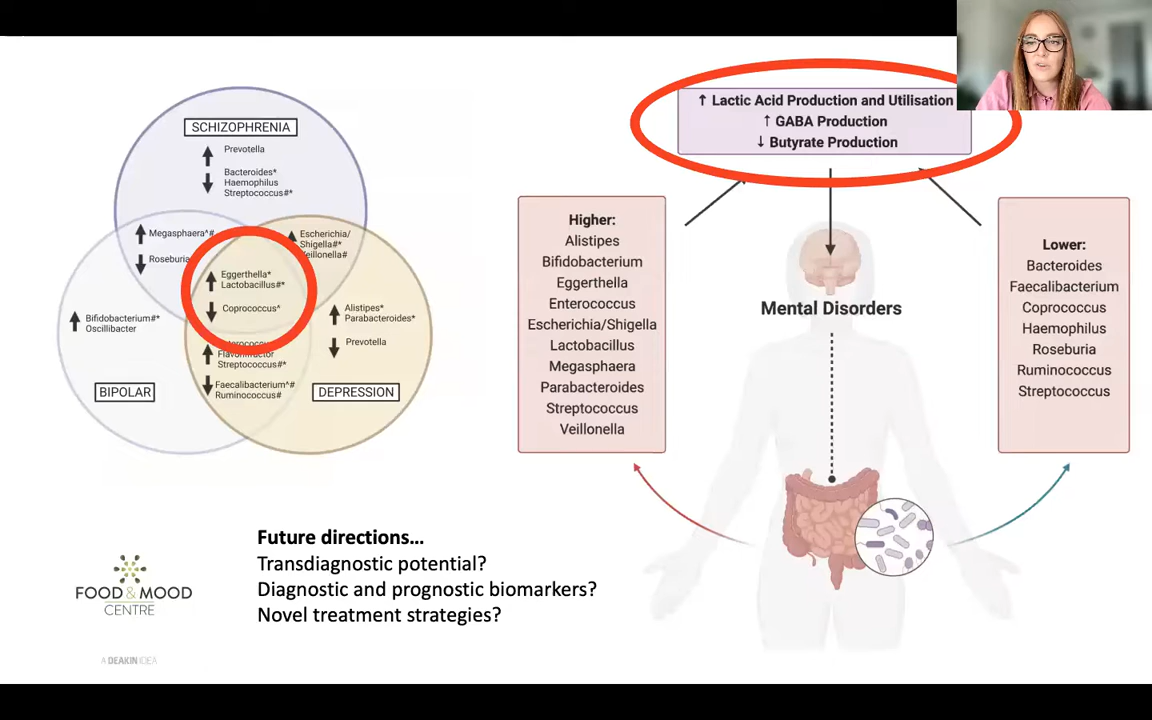 SCHIZOPHRENIA
Prevotella
Bacteroides*
Haemophilus
Streptococcus#*
Megasphaera^#
Roseburia
Escherichia/
Shigella#*
Veillonella#
Eggerthella*
Lactobacillus#*
Coprococcus^
Bifidobacterium#*
Oscillibacter
Alistipes*
Parabacteroides*
Prevotella
Enterococcus
Flavonifractor
Streptococcus#*
Faecalibacterium^#
Ruminococcus#
BIPOLAR
DEPRESSION
↑ Lactic Acid Production and Utilisation
↑ GABA Production
↓ Butyrate Production
Higher:
Alistipes
Bifidobacterium
Eggerthella
Enterococcus
Escherichia/Shigella
Lactobacillus
Megasphaera
Parabacteroides
Streptococcus
Veillonella
Mental Disorders
Lower:
Bacteroides
Faecalibacterium
Coprococcus
Haemophilus
Roseburia
Ruminococcus
Streptococcus
Future directions...
Transdiagnostic potential?
Diagnostic and prognostic biomarkers?
Novel treatment strategies?
FOOD & MOOD
CENTRE
A DEAKIN IDEA